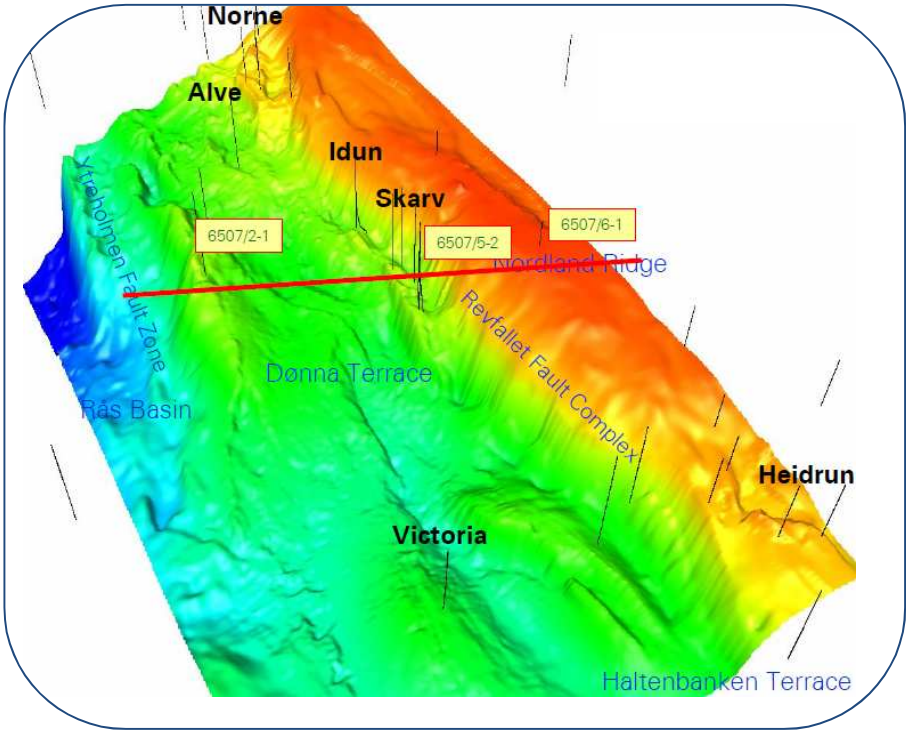 Norne
Alve
Idun
Skarv
Ytreholmen Fault Zone
6507/2-1
6507/5-2
6507/6-1
Nordland Ridge
Revfallet Fault Complex
Dønna Terrace
Rås Basin
Heidrun
Victoria
Haltenbanken Terrace